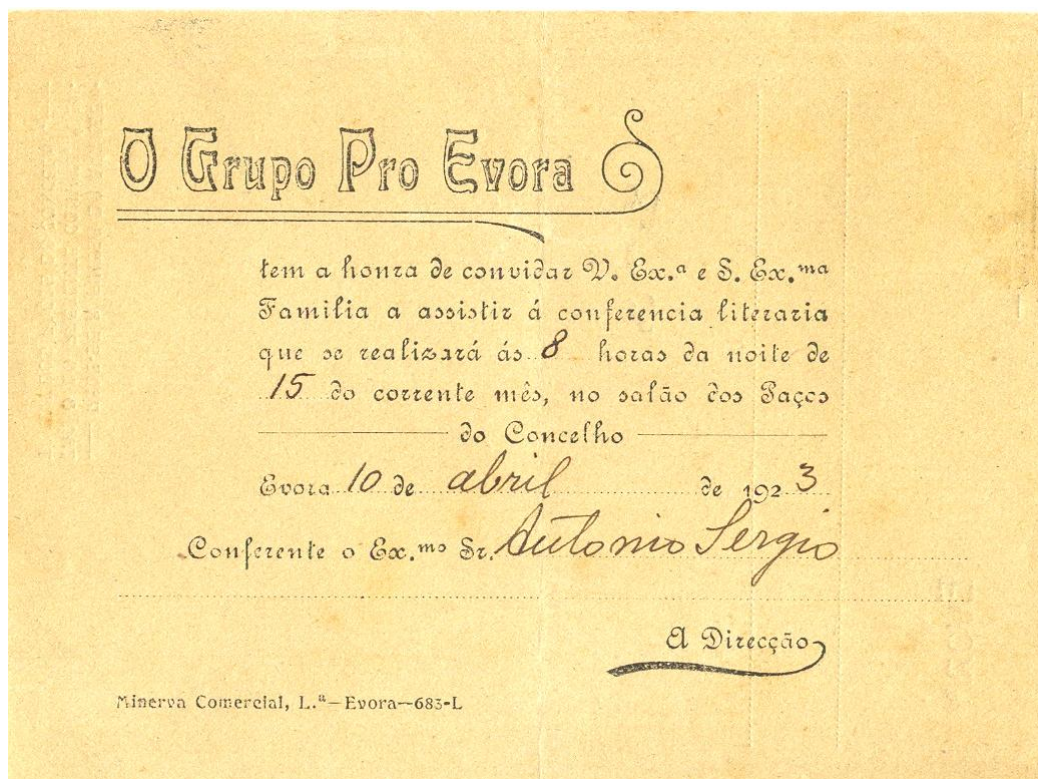 O Grupo Pro Evora
tem a honra de convidar V. Ex.ª e S. Ex.ma
Familia a assistir á conferencia literaria
que se realizará ás 8 horas da noite de
15 do corrente mês, no salão dos Paços
do Concelho
Evora 10 de abril de 1923
Conferente o Ex.mo Sr. Antonio Sergio
A Direcção
Minerva Comercial, L.ª—Evora—683-L